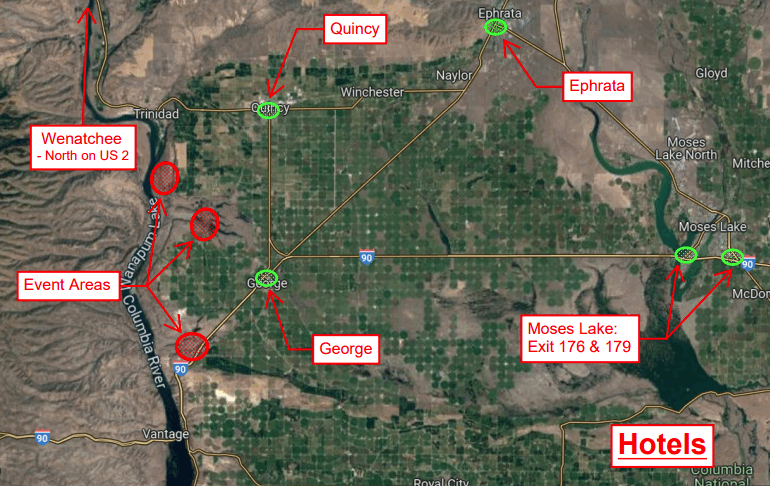 Ephrata
Quincy
Naylor
Gloyd
Ephrata
Winchester
Trinidad
Quincy
Wenatchee
- North on US 2
Moses
Lake North
Mitche
Wanapum Lake
Moses Lake
90
90
Event Areas
George
Columbia River
McDon
Moses Lake:
Exit 176 & 179
George
90
Vantage
90
Hotels
Columbia
National
Royal City